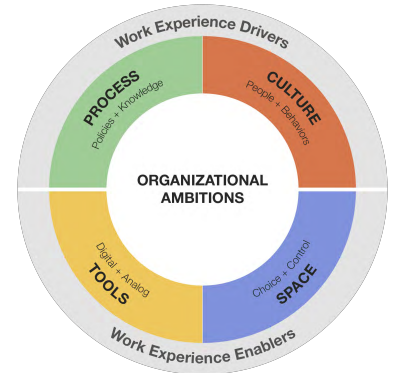 Work Experience Drivers
PROCESS
Policies + Knowledge
CULTURE
People + Behaviors
ORGANIZATIONAL
AMBITIONS
Digital + Analog
TOOLS
Choice + Control
SPACE
Work Experience Enablers